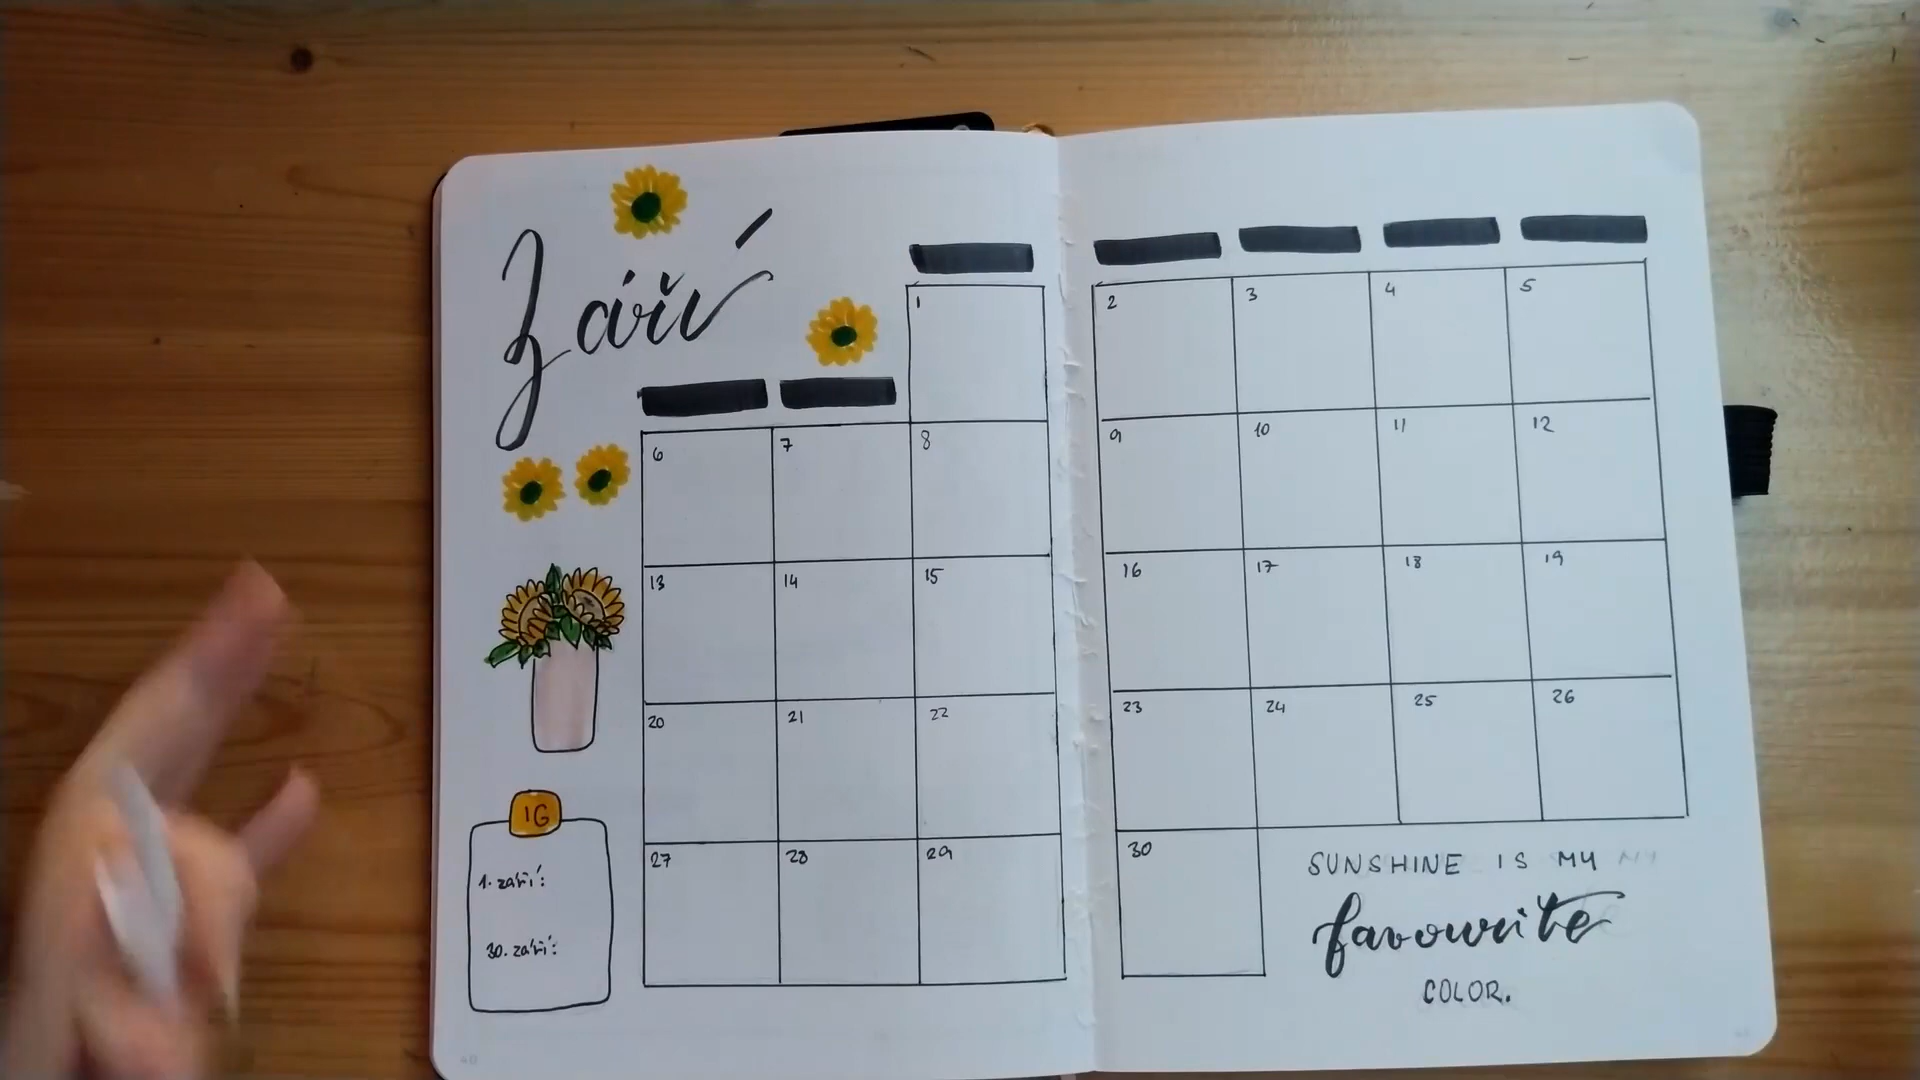 Září
1 2 3 4 5
6 7 8 9 10 11 12
13 14 15 16 17 18 19
20 21 22 23 24 25 26
27 28 29 30
IG
1. září:
30. září:
SUNSHINE IS MY
favourite
COLOR.